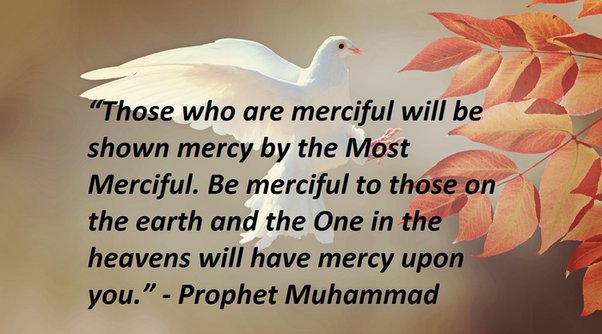 “Those who are merciful will be
shown mercy by the Most
Merciful. Be merciful to those on
the earth and the One in the
heavens will have mercy upon
you.” - Prophet Muhammad